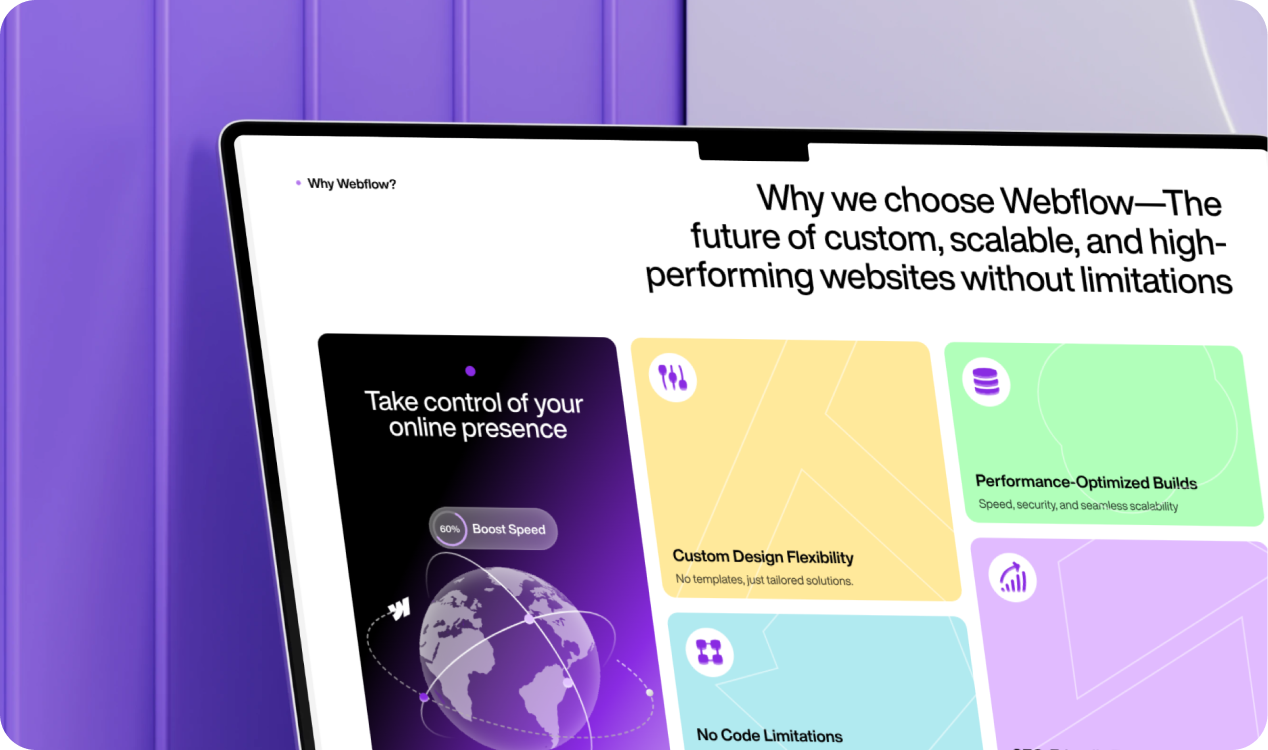 Why Webflow?
Why we choose Webflow—The
future of custom, scalable, and high-
performing websites without limitations
Take control of your
online presence
60% Boost Speed
Custom Design Flexibility
No templates, just tailored solutions.
Performance-Optimized Builds
Speed, security, and seamless scalability
No Code Limitations